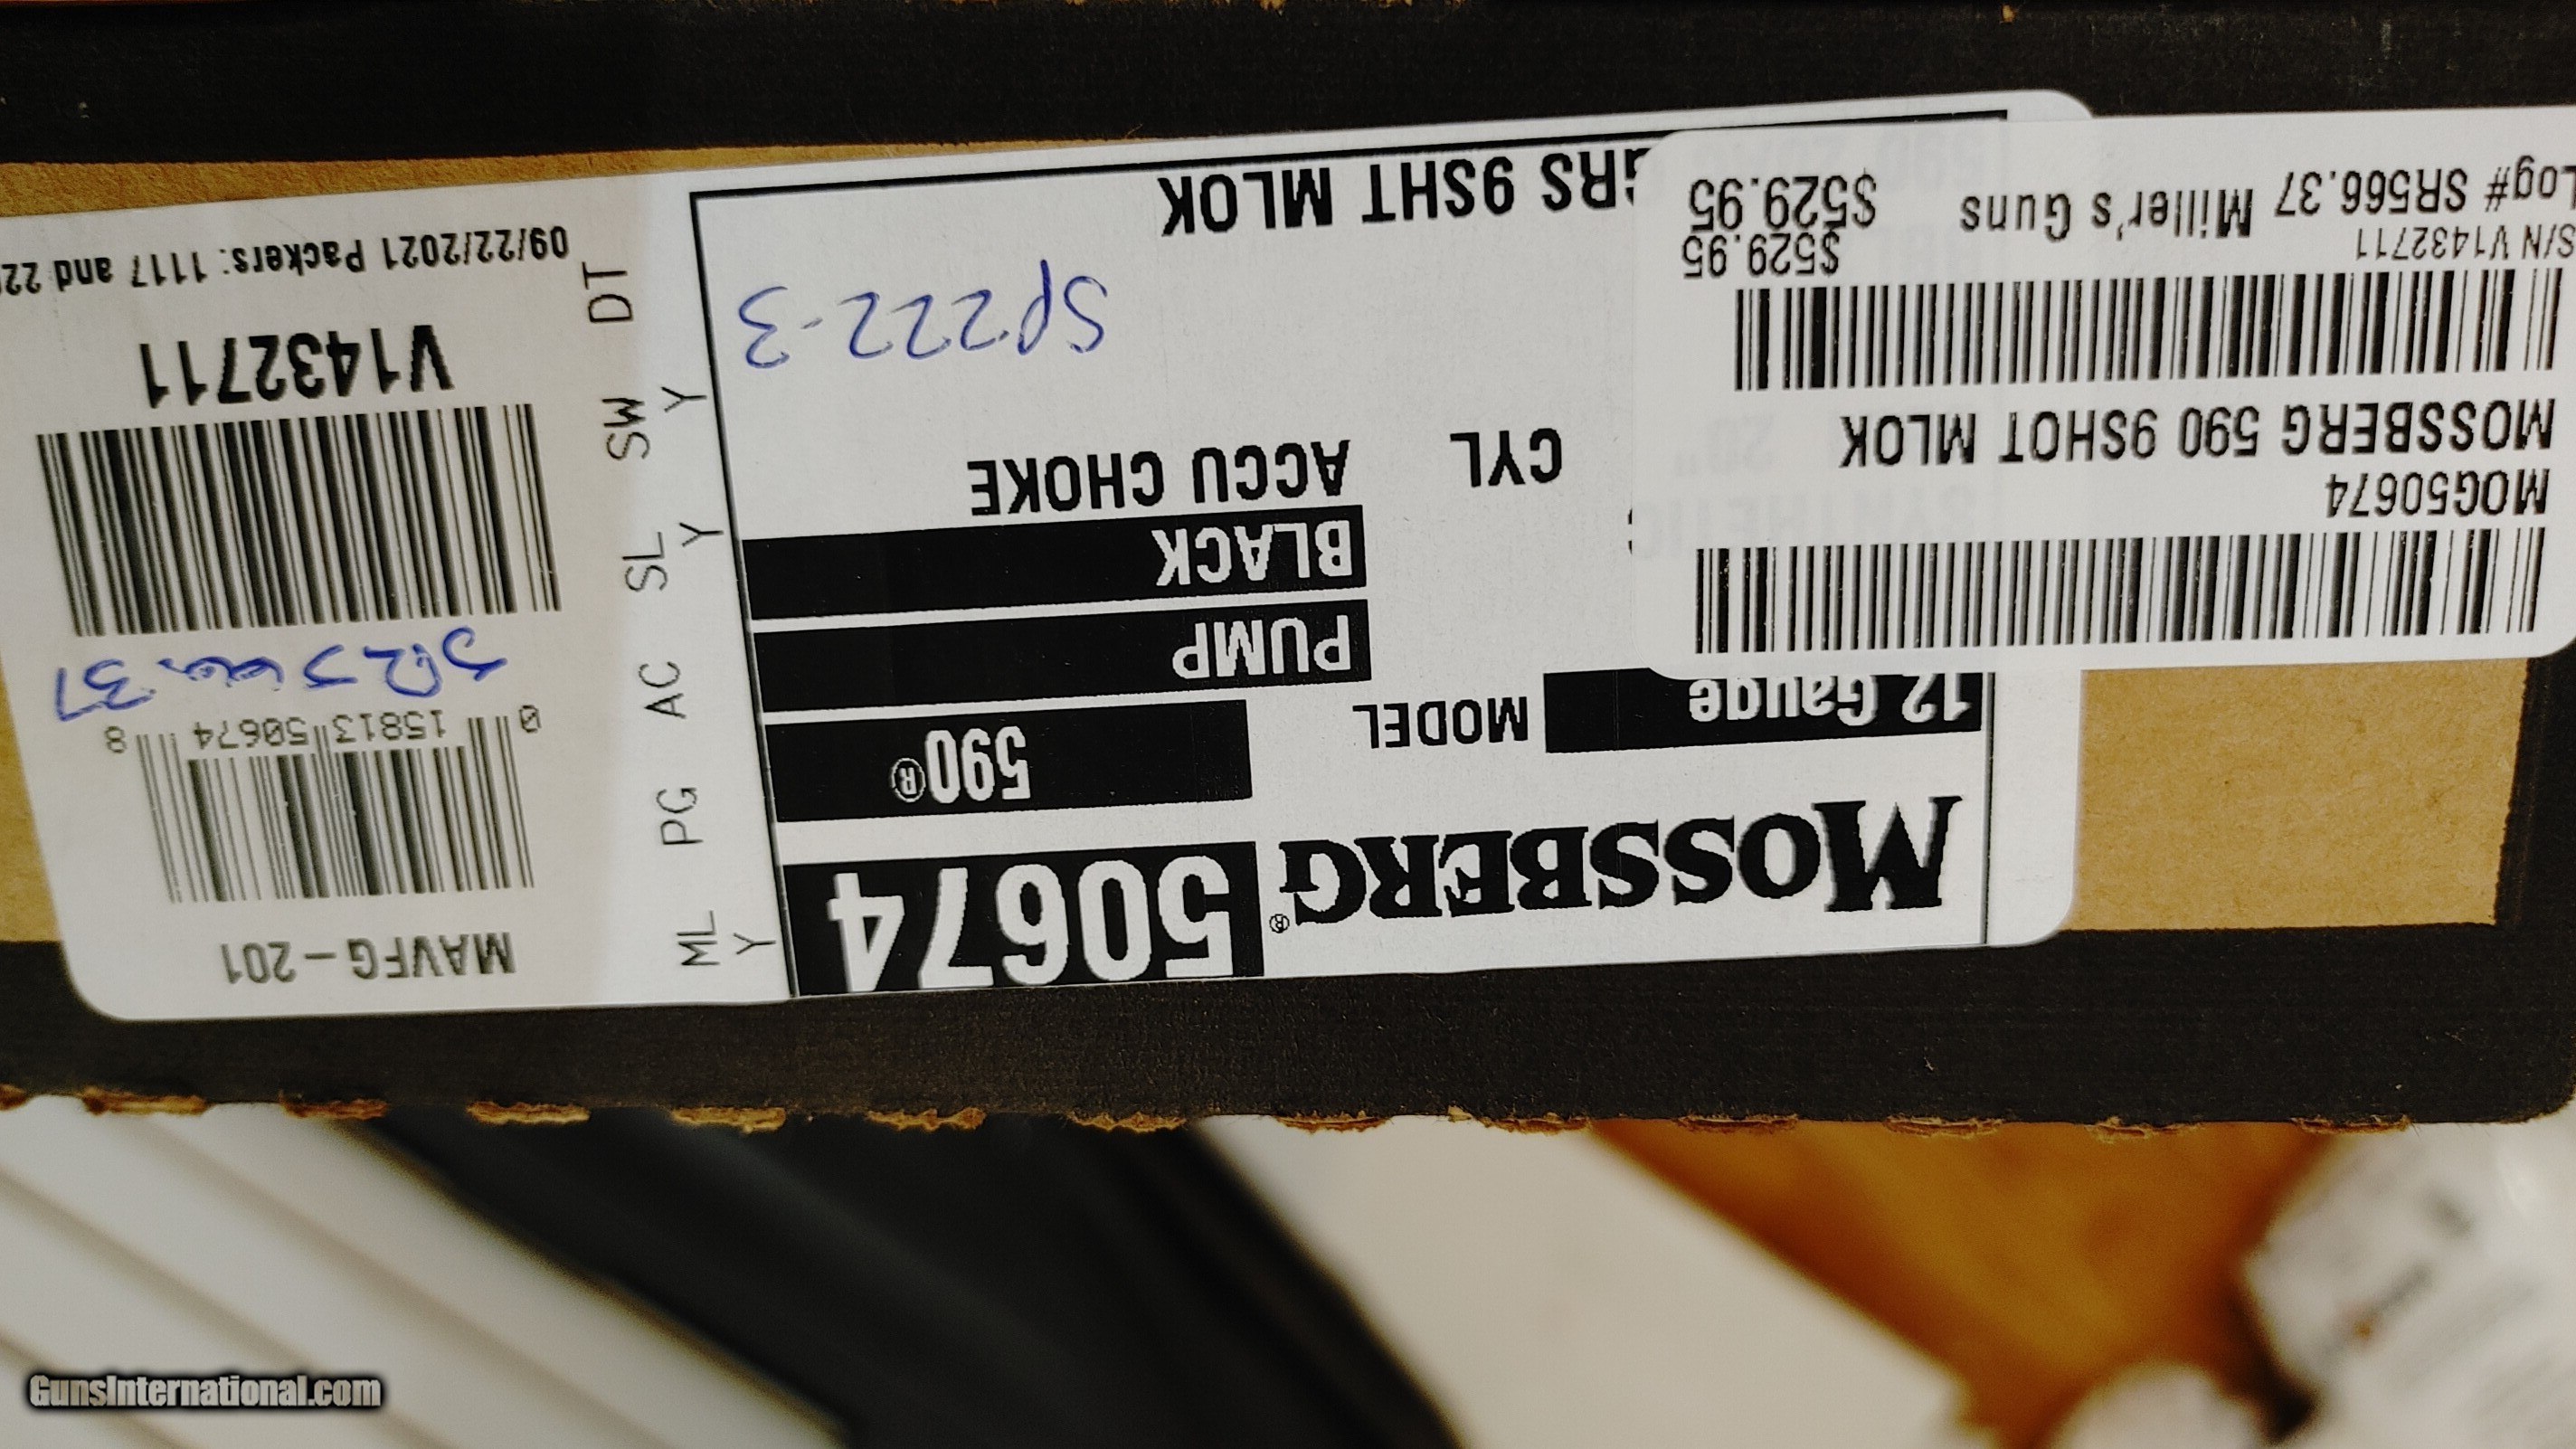 MOSSBERG® 50674
12 Gauge MODEL 590®
PUMP
BLACK
CYL ACCU CHOKE
Sp222-3
GRS 9SHT MLOK
ML PG AC SL SW DT
Y Y Y
MAVFG-201
0 15813 50674 8
V1432711
09/22/2021 Packers: 1117 and 22
MOG50674
MOSSBERG 590 9SHOT MLOK
S/N V1432711 $529.95
Log# SR566.37 Miller's Guns $529.95
GunsInternational.com